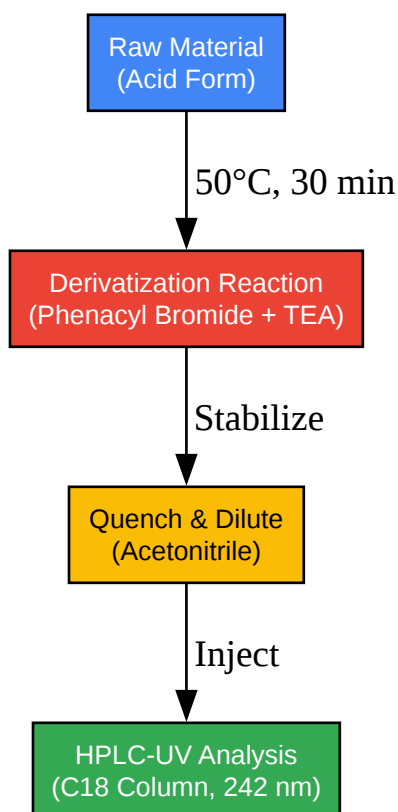 Raw Material
(Acid Form)
50°C, 30 min
Derivatization Reaction
(Phenacyl Bromide + TEA)
Stabilize
Quench & Dilute
(Acetonitrile)
Inject
HPLC-UV Analysis
(C18 Column, 242 nm)